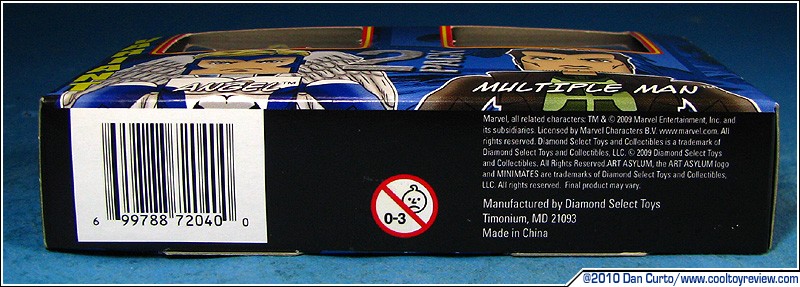 ANGEL™
MULTIPLE MAN™
Marvel, all related characters: TM & © 2009 Marvel Entertainment, Inc. and
its subsidiaries. Licensed by Marvel Characters B.V. www.marvel.com. All
rights reserved. Diamond Select Toys and Collectibles is a trademark of
Diamond Select Toys and Collectibles, LLC. © 2009 Diamond Select Toys
and Collectibles. All Rights Reserved ART ASYLUM, the ART ASYLUM logo
and MINIMATES are trademarks of Diamond Select Toys and Collectibles,
LLC. All rights reserved. Final product may vary.
Manufactured by Diamond Select Toys
Timonium, MD 21093
Made in China
0-3
6 99788 72040 0
©2010 Dan Curto/www.cooltoyreview.com